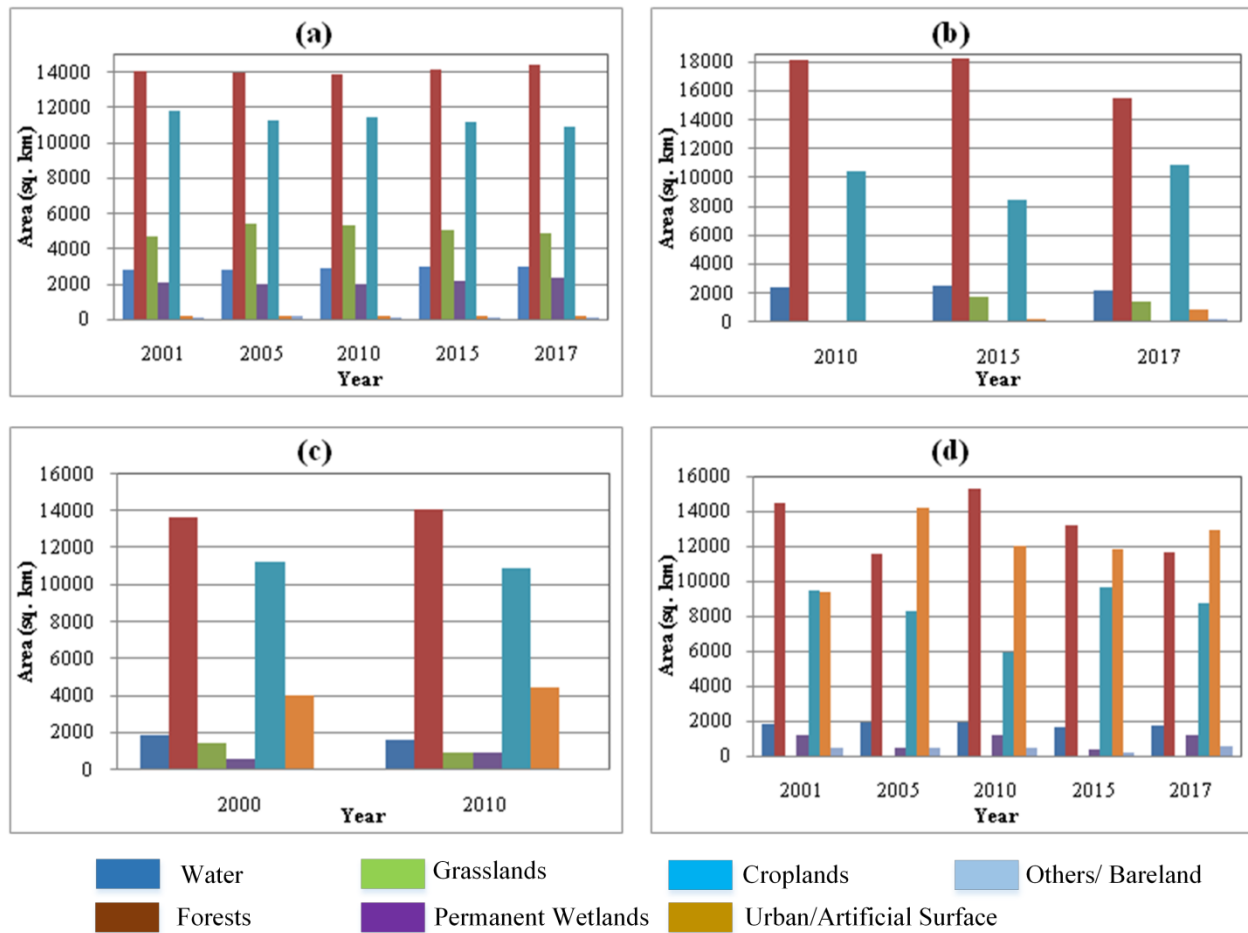 (a)
Area (sq. km)
14000
12000
10000
8000
6000
4000
2000
0
2001 2005 2010 2015 2017
Year
(b)
Area (sq. km)
18000
16000
14000
12000
10000
8000
6000
4000
2000
0
2010 2015 2017
Year
(c)
Area (sq. km)
16000
14000
12000
10000
8000
6000
4000
2000
0
2000 2010
Year
(d)
Area (sq. km)
16000
14000
12000
10000
8000
6000
4000
2000
0
2001 2005 2010 2015 2017
Year
Water Grasslands Croplands Others/ Bareland
Forests Permanent Wetlands Urban/Artificial Surface